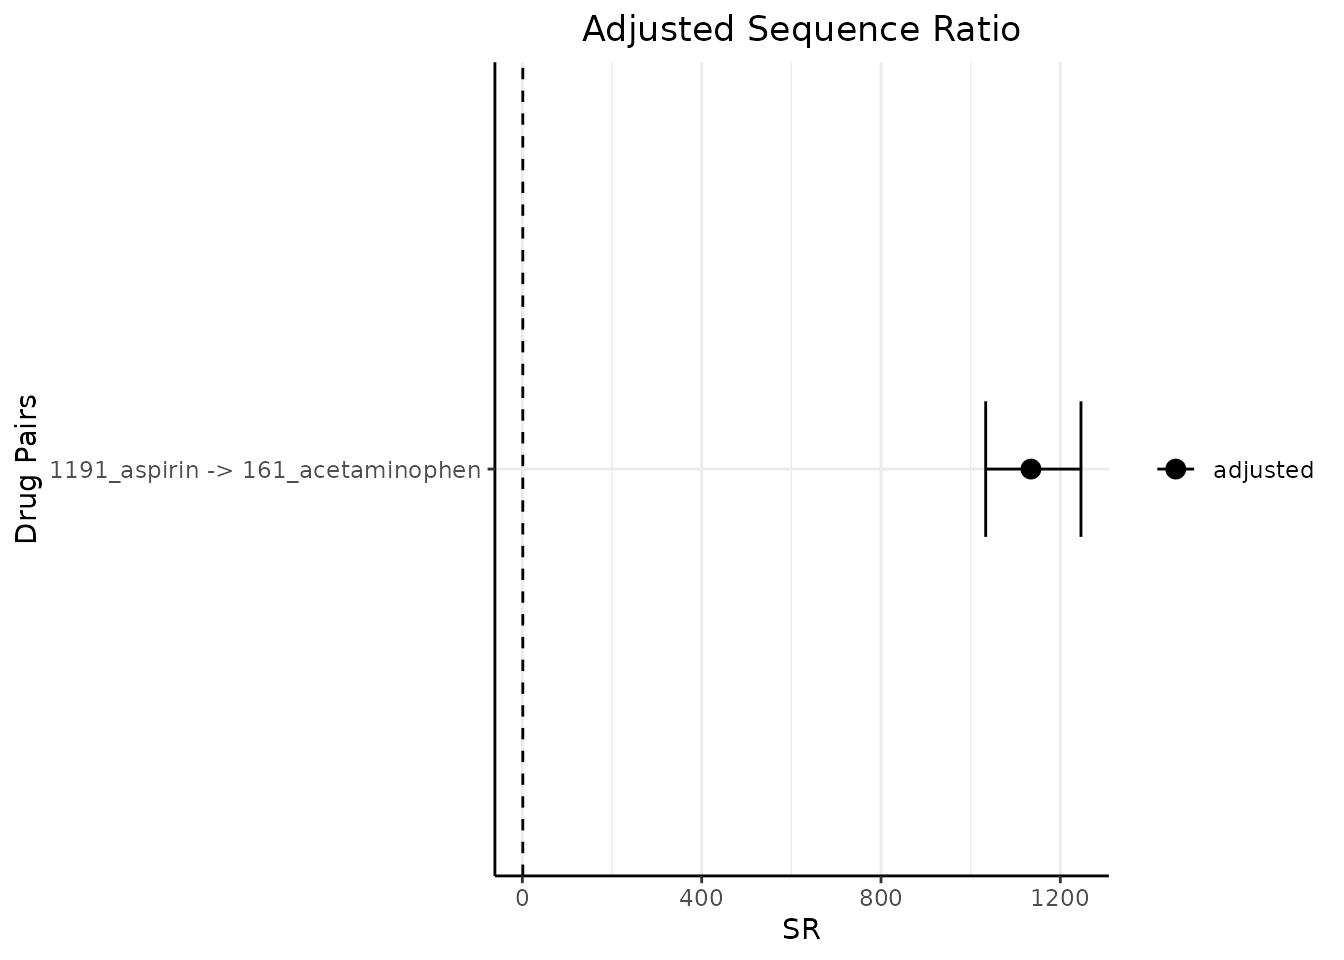 Adjusted Sequence Ratio
Drug Pairs
1191_aspirin -> 161_acetaminophen
adjusted
0 400 800 1200
SR